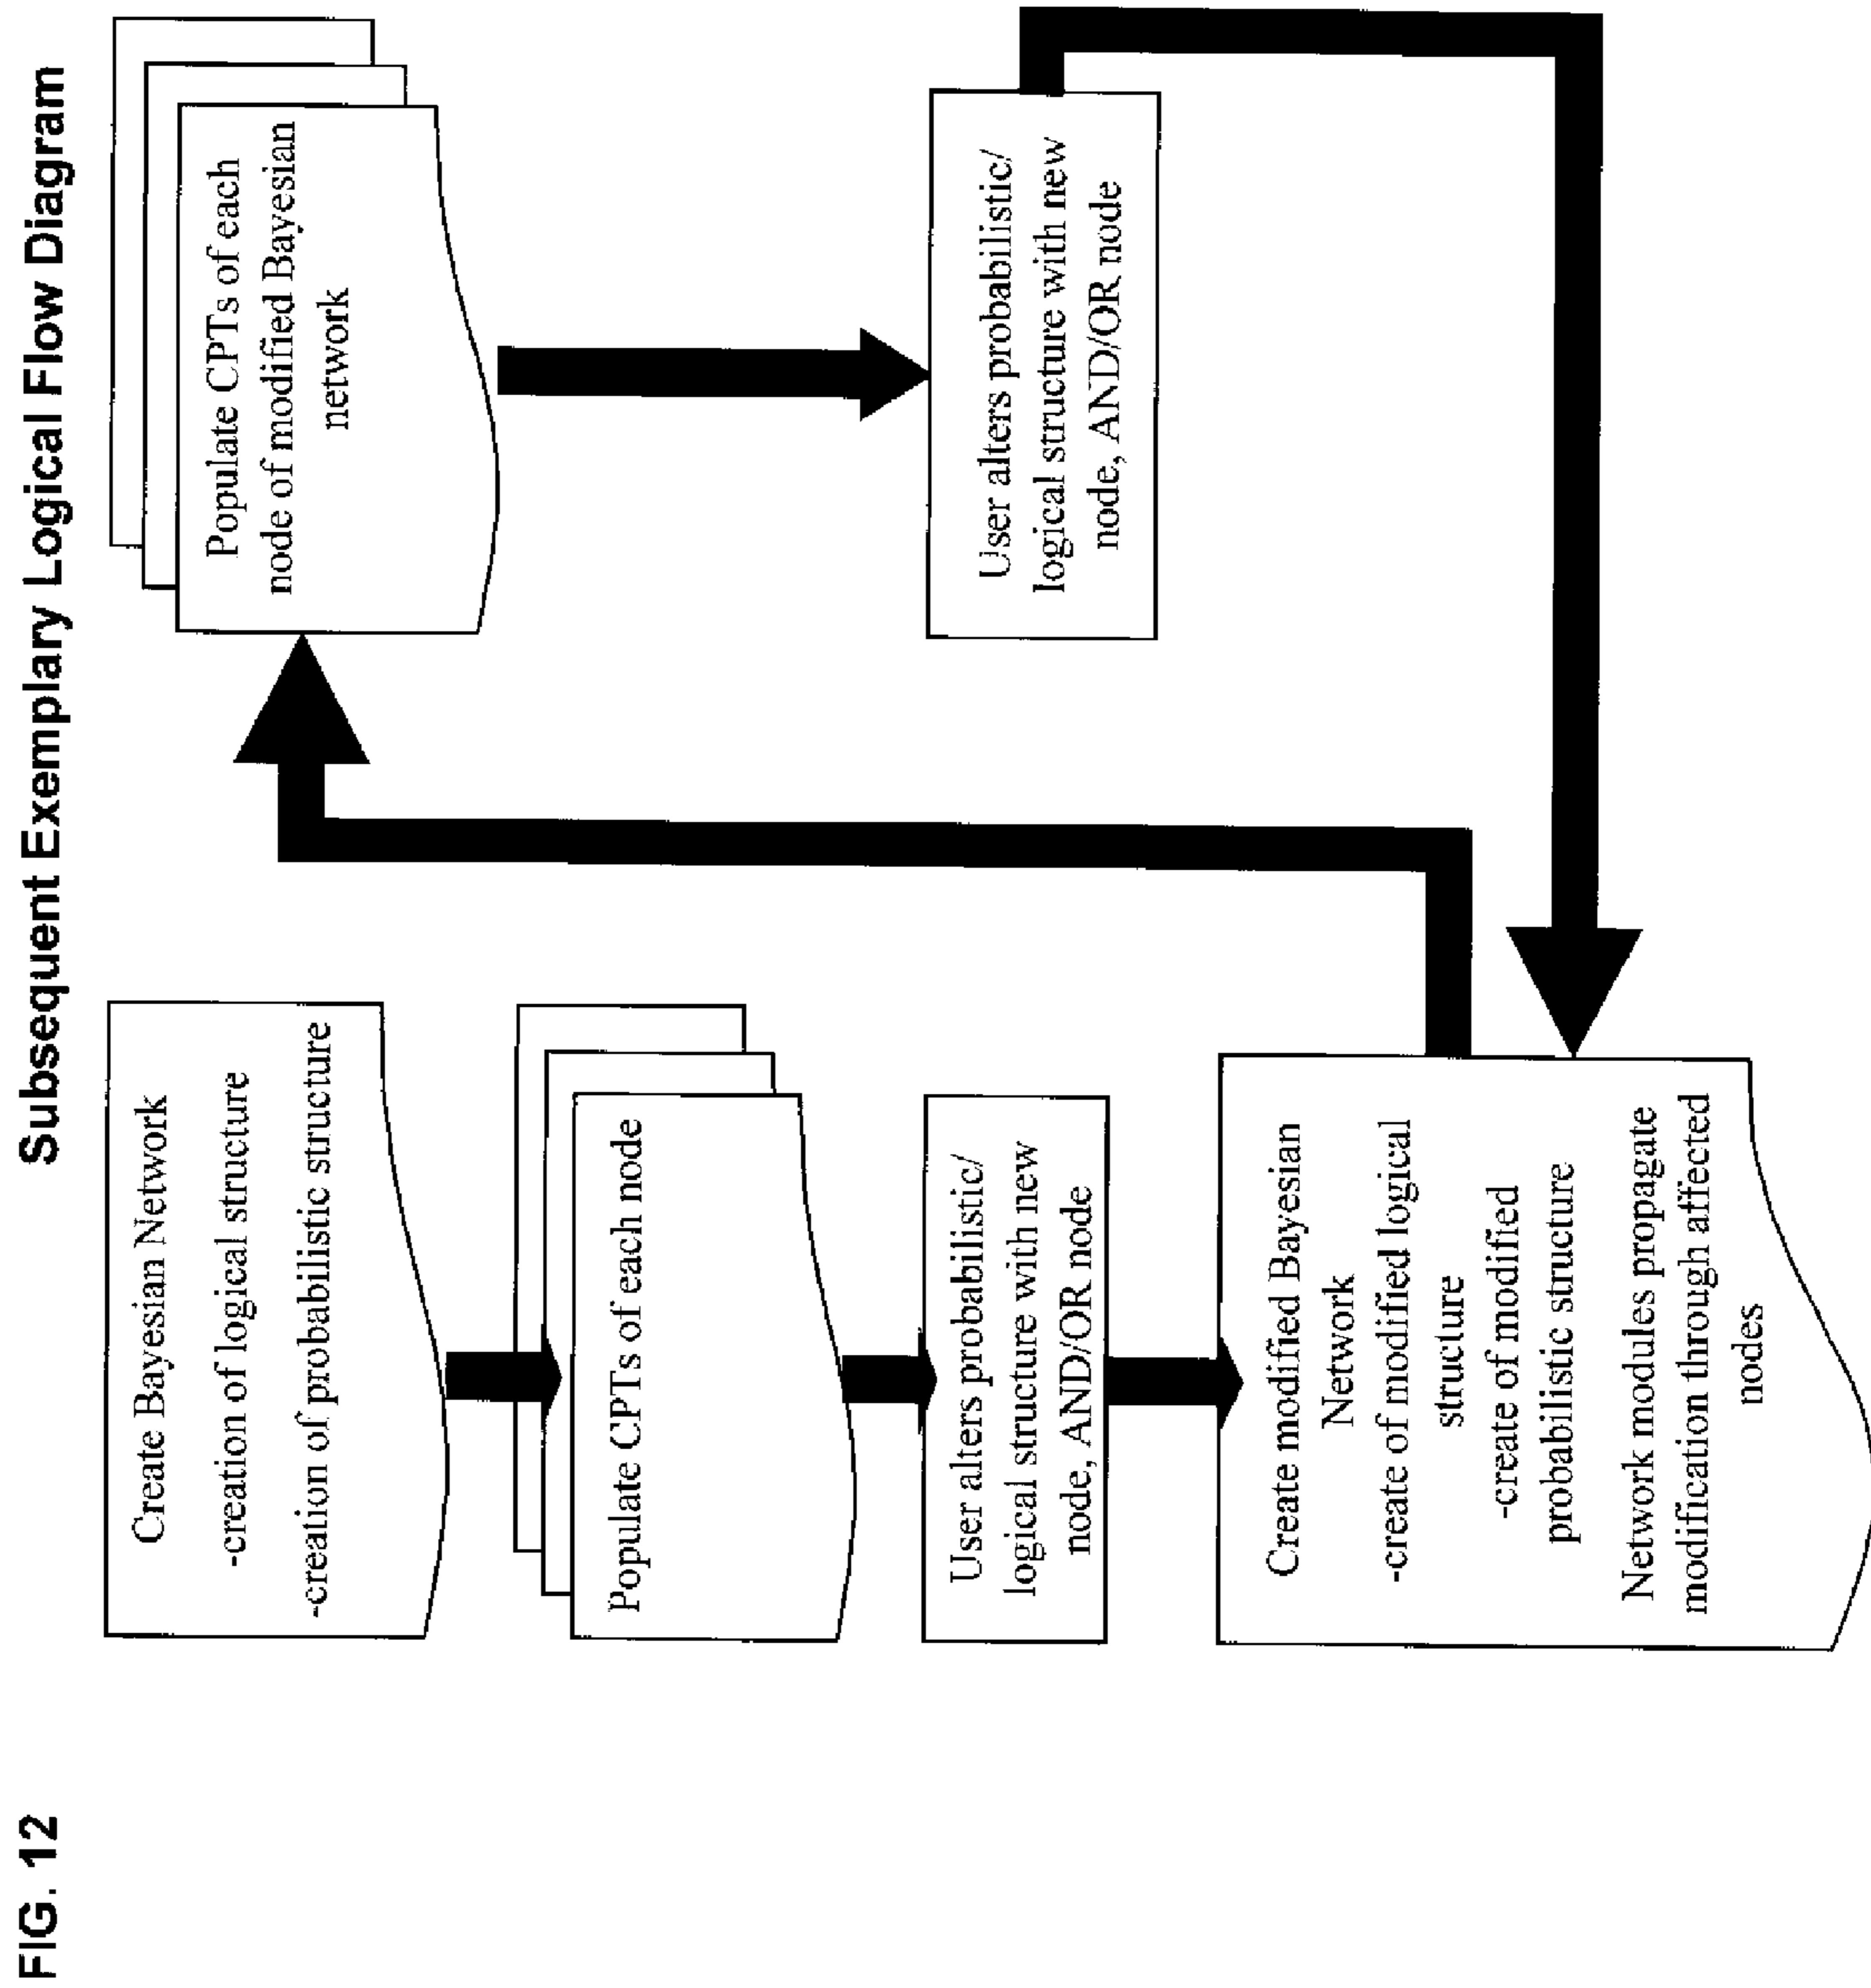 FIG. 12
Subsequent Exemplary Logical Flow Diagram
Create Bayesian Network
-creation of logical structure
-creation of probabilistic structure
Populate CPTs of each node
User alters probabilistic/
logical structure with new
node, AND/OR node
Create modified Bayesian
Network
-create of modified logical
structure
-create of modified
probabilistic structure
Network modules propagate
modification through affected
nodes
Populate CPTs of each
node of modified Bayesian
network
User alters probabilistic/
logical structure with new
node, AND/OR node